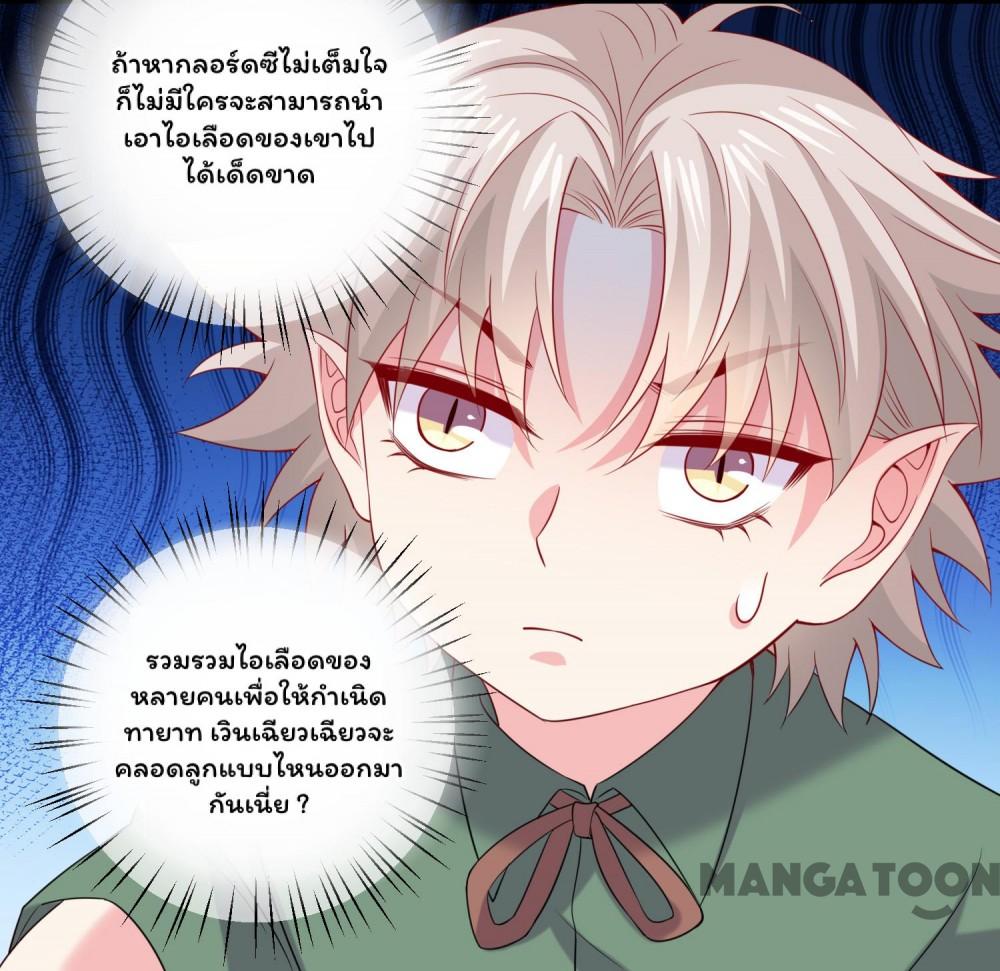 ถ้าหากลอร์ดซีไม่เต็มใจ
ก็ไม่มีใครจะสามารถนำ
เอาไอเลือดของเขาไป
ได้เด็ดขาด
รวมรวมไอเลือดของ
หลายคนเพื่อให้กำเนิด
ทายาท เวินเฉียวเฉียวจะ
คลอดลูกแบบไหนออกมา
กันเนี่ย ?
MANGATOON